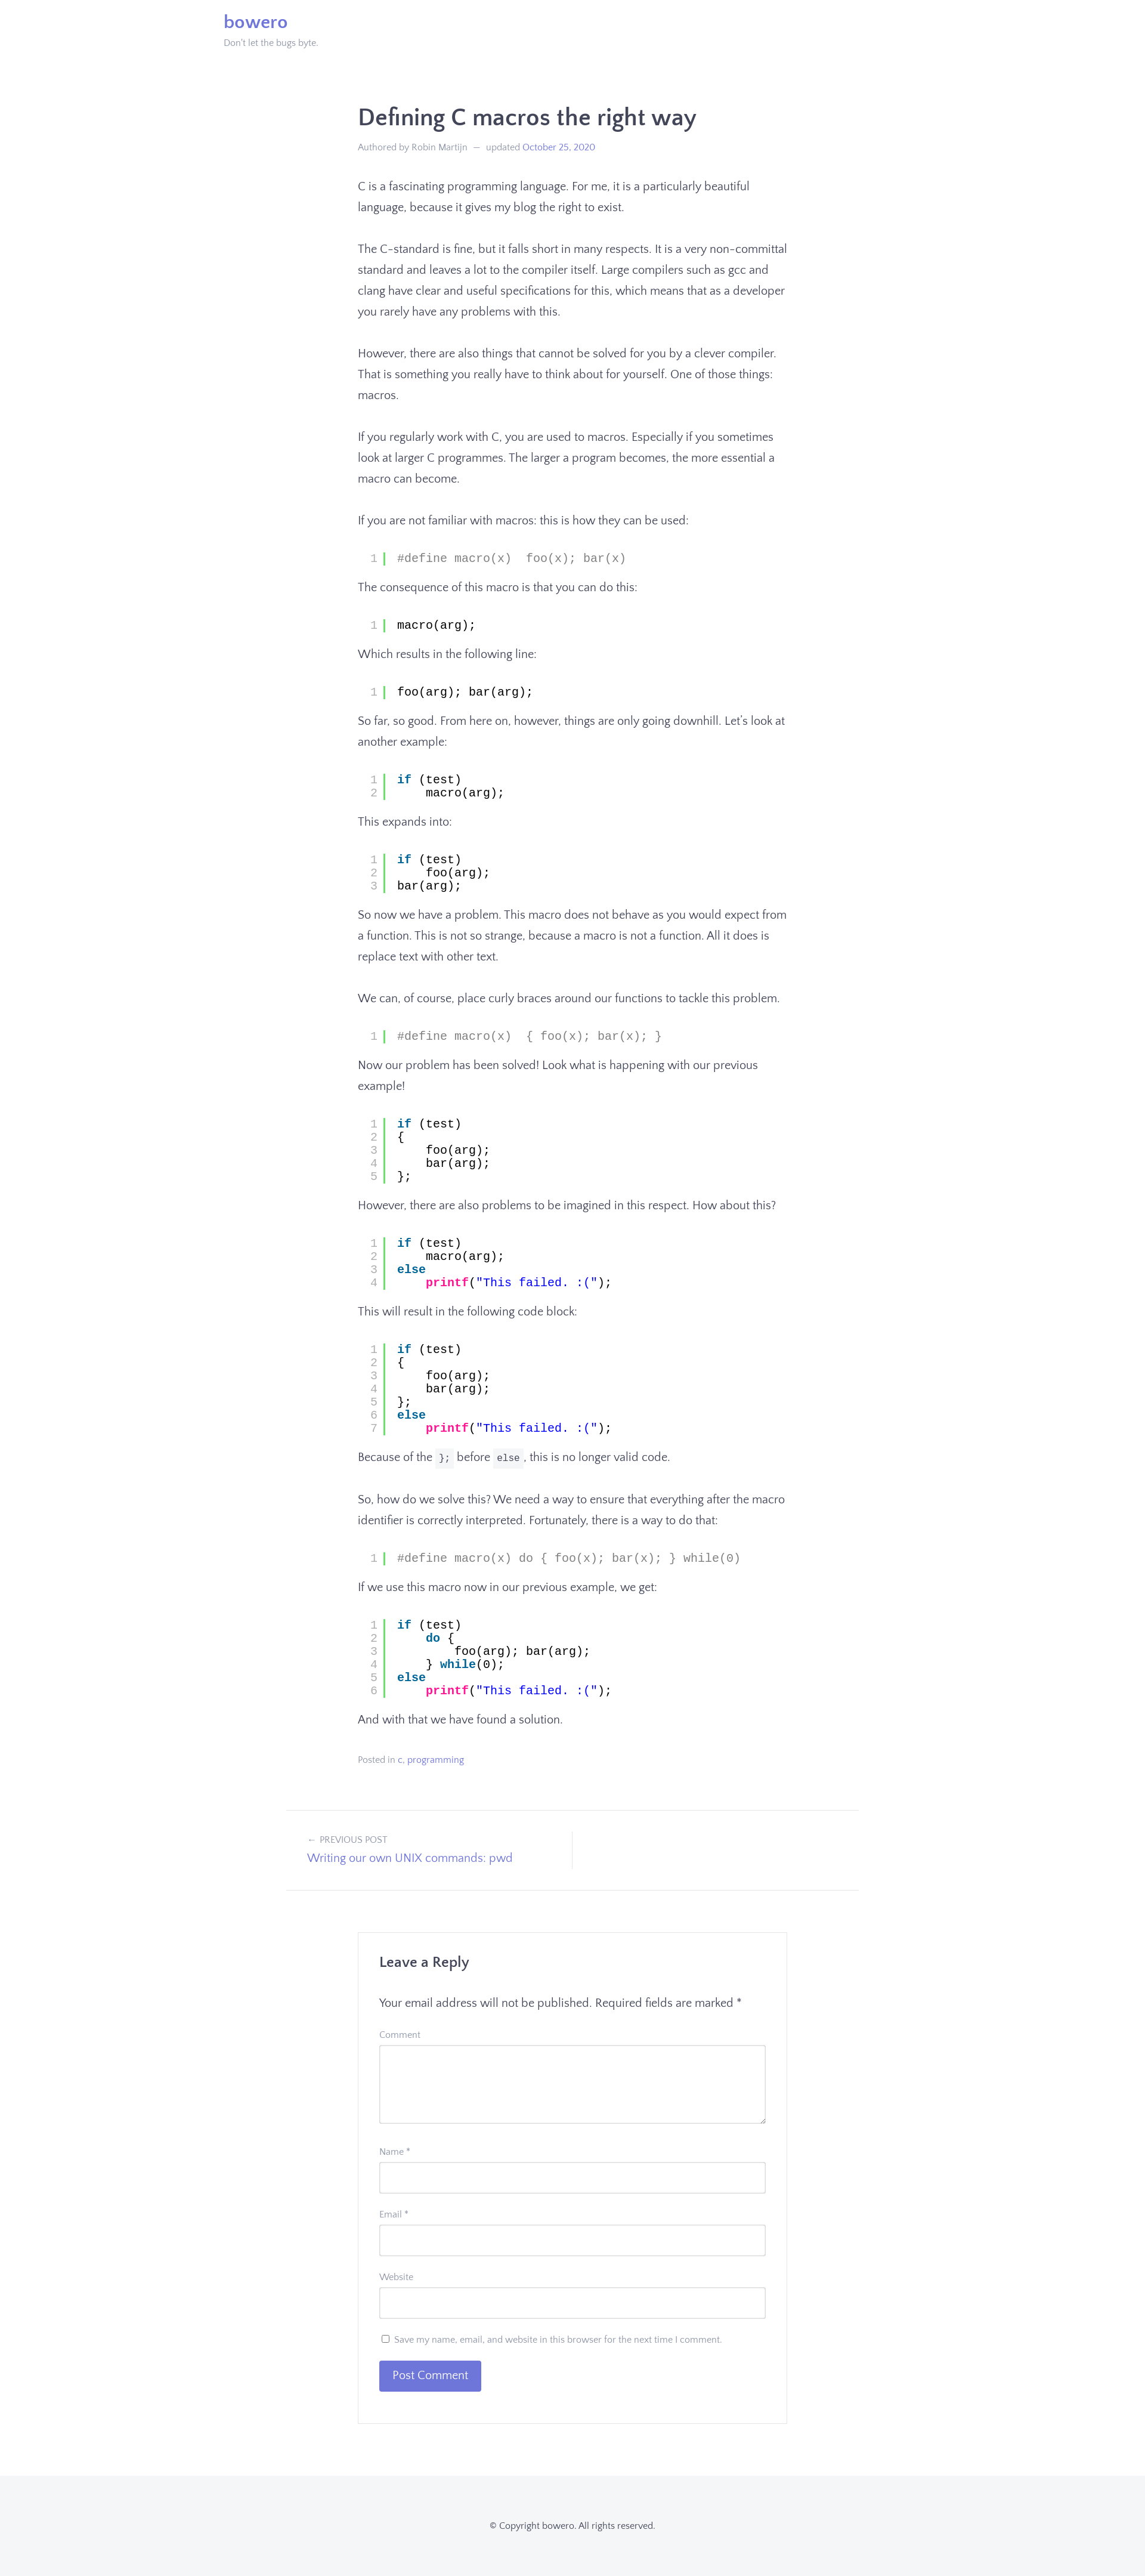 bowero
Don't let the bugs byte.
Defining C macros the right way
Authored by Robin Martijn — updated October 25, 2020
C is a fascinating programming language. For me, it is a particularly beautiful
language, because it gives my blog the right to exist.
The C-standard is fine, but it falls short in many respects. It is a very non-committal
standard and leaves a lot to the compiler itself. Large compilers such as gcc and
clang have clear and useful specifications for this, which means that as a developer
you rarely have any problems with this.
However, there are also things that cannot be solved for you by a clever compiler.
That is something you really have to think about for yourself. One of those things:
macros.
If you regularly work with C, you are used to macros. Especially if you sometimes
look at larger C programmes. The larger a program becomes, the more essential a
macro can become.
If you are not familiar with macros: this is how they can be used:
1 #define macro(x)  foo(x); bar(x)
The consequence of this macro is that you can do this:
1 macro(arg);
Which results in the following line:
1 foo(arg); bar(arg);
So far, so good. From here on, however, things are only going downhill. Let's look at
another example:
1 if (test)
2     macro(arg);
This expands into:
1 if (test)
2     foo(arg);
3 bar(arg);
So now we have a problem. This macro does not behave as you would expect from
a function. This is not so strange, because a macro is not a function. All it does is
replace text with other text.
We can, of course, place curly braces around our functions to tackle this problem.
1 #define macro(x)  { foo(x); bar(x); }
Now our problem has been solved! Look what is happening with our previous
example!
1 if (test)
2 {
3     foo(arg);
4     bar(arg);
5 };
However, there are also problems to be imagined in this respect. How about this?
1 if (test)
2     macro(arg);
3 else
4     printf("This failed. :(");
This will result in the following code block:
1 if (test)
2 {
3     foo(arg);
4     bar(arg);
5 };
6 else
7     printf("This failed. :(");
Because of the }; before else, this is no longer valid code.
So, how do we solve this? We need a way to ensure that everything after the macro
identifier is correctly interpreted. Fortunately, there is a way to do that:
1 #define macro(x) do { foo(x); bar(x); } while(0)
If we use this macro now in our previous example, we get:
1 if (test)
2     do {
3         foo(arg); bar(arg);
4     } while(0);
5 else
6     printf("This failed. :(");
And with that we have found a solution.
Posted in c, programming
← PREVIOUS POST
Writing our own UNIX commands: pwd
Leave a Reply
Your email address will not be published. Required fields are marked *
Comment
Name *
Email *
Website
Save my name, email, and website in this browser for the next time I comment.
Post Comment
© Copyright bowero. All rights reserved.